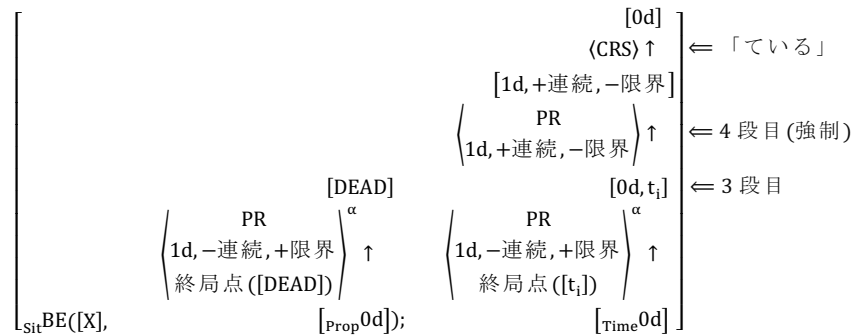 [0d]
⟨CRS⟩↑ ⇐「ている」
[1d,+連続,−限界]
PR
1d,+連続,−限界 ↑ ⇐4段目(強制)
[DEAD] [0d,tᵢ] ⇐3段目
α α
PR PR
1d,−連続,+限界 ↑ 1d,−連続,+限界 ↑
終局点([DEAD]) 終局点([tᵢ])
SitBE([X], [Prop0d]); [Time0d]